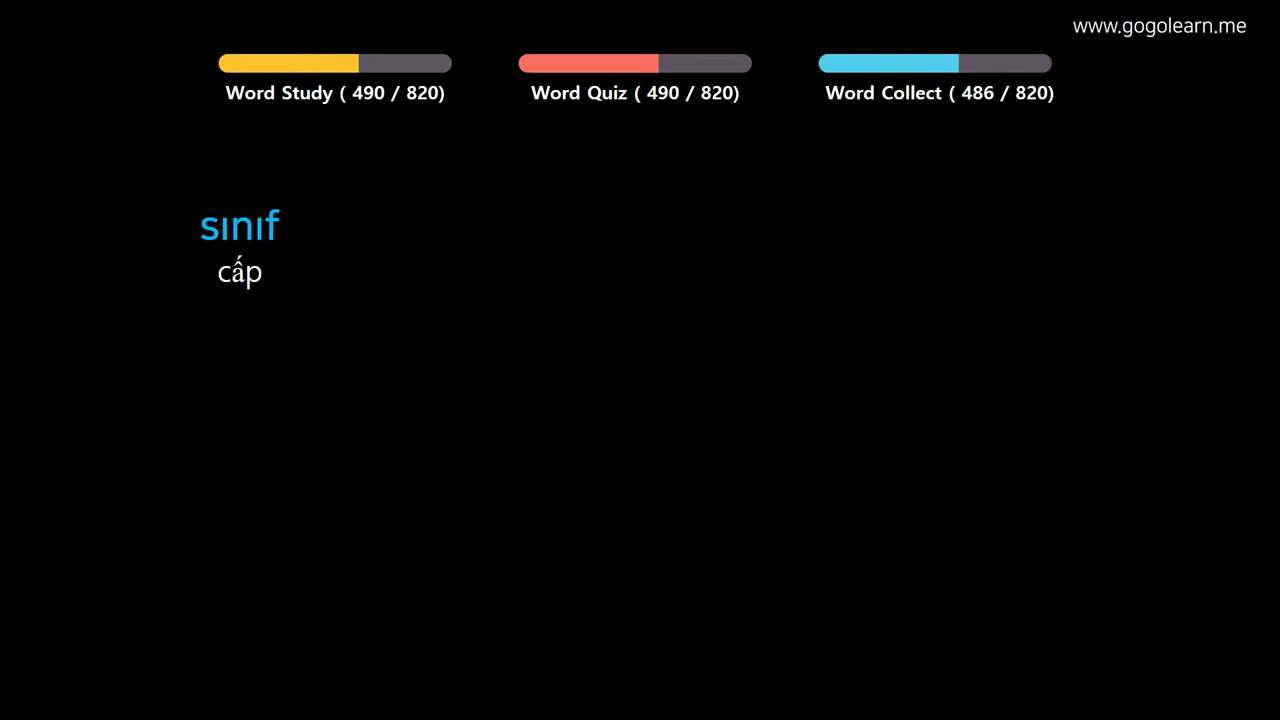 www.gogolearn.me
Word Study ( 490 / 820)
Word Quiz ( 490 / 820)
Word Collect ( 486 / 820)
sınıf
cấp